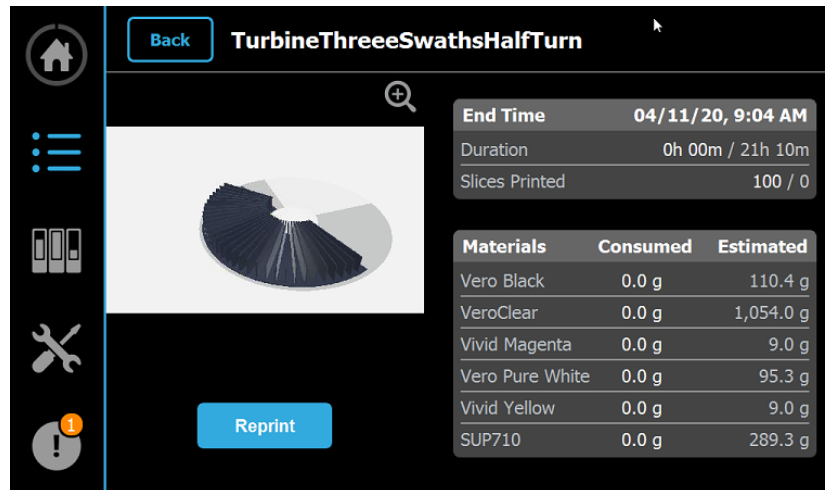 Back TurbineThreeeSwathsHalfTurn
End Time 04/11/20, 9:04 AM
Duration 0h 00m / 21h 10m
Slices Printed 100 / 0
Materials Consumed Estimated
Vero Black 0.0 g 110.4 g
VeroClear 0.0 g 1,054.0 g
Vivid Magenta 0.0 g 9.0 g
Vero Pure White 0.0 g 95.3 g
Vivid Yellow 0.0 g 9.0 g
SUP710 0.0 g 289.3 g
Reprint
1